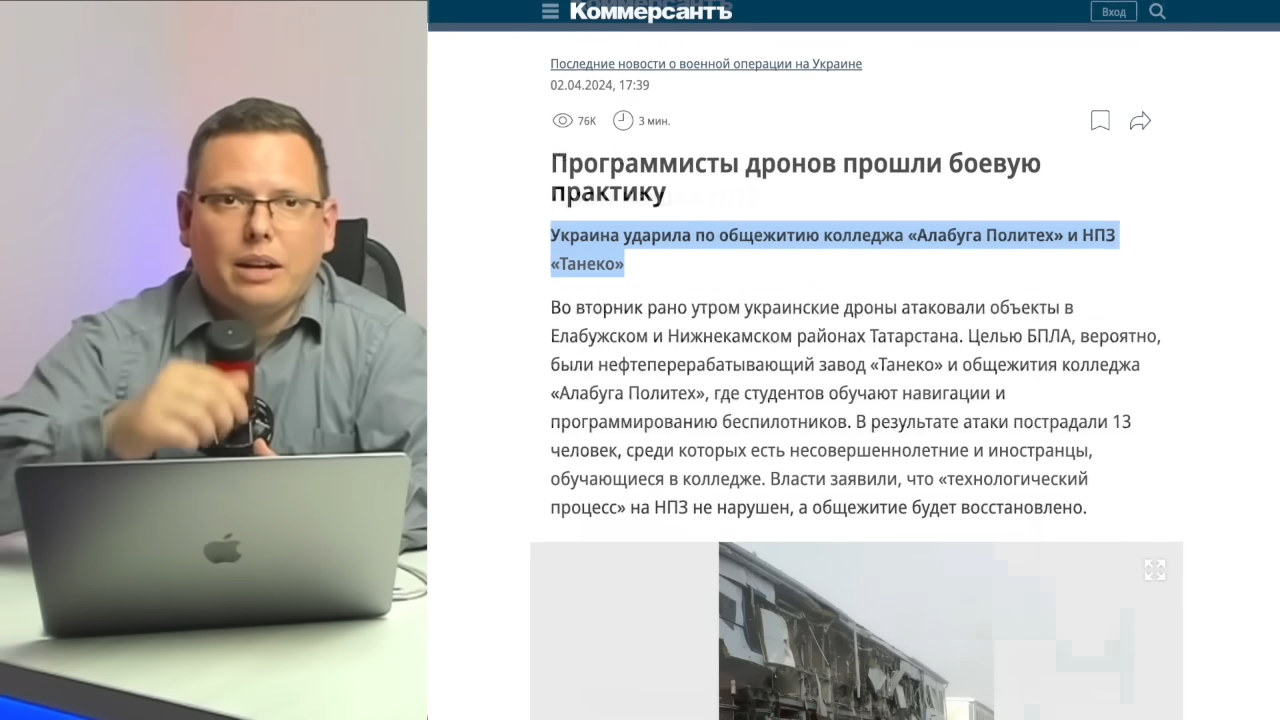 Коммерсантъ
Вход
Последние новости о военной операции на Украине
02.04.2024, 17:39
76K 3 мин.
Программисты дронов прошли боевую
практику
Украина ударила по общежитию колледжа «Алабуга Политех» и НПЗ
«Танеко»
Во вторник рано утром украинские дроны атаковали объекты в
Елабужском и Нижнекамском районах Татарстана. Целью БПЛА, вероятно,
были нефтеперерабатывающий завод «Танеко» и общежития колледжа
«Алабуга Политех», где студентов обучают навигации и
программированию беспилотников. В результате атаки пострадали 13
человек, среди которых есть несовершеннолетние и иностранцы,
обучающиеся в колледже. Власти заявили, что «технологический
процесс» на НПЗ не нарушен, а общежитие будет восстановлено.